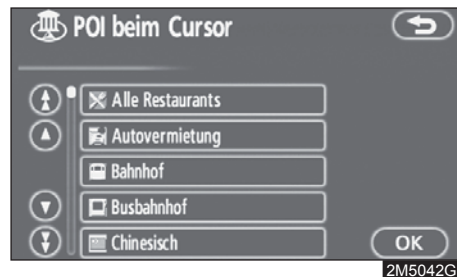 POI beim Cursor
Alle Restaurants
Autovermietung
Bahnhof
Busbahnhof
Chinesisch
OK
2M5042G